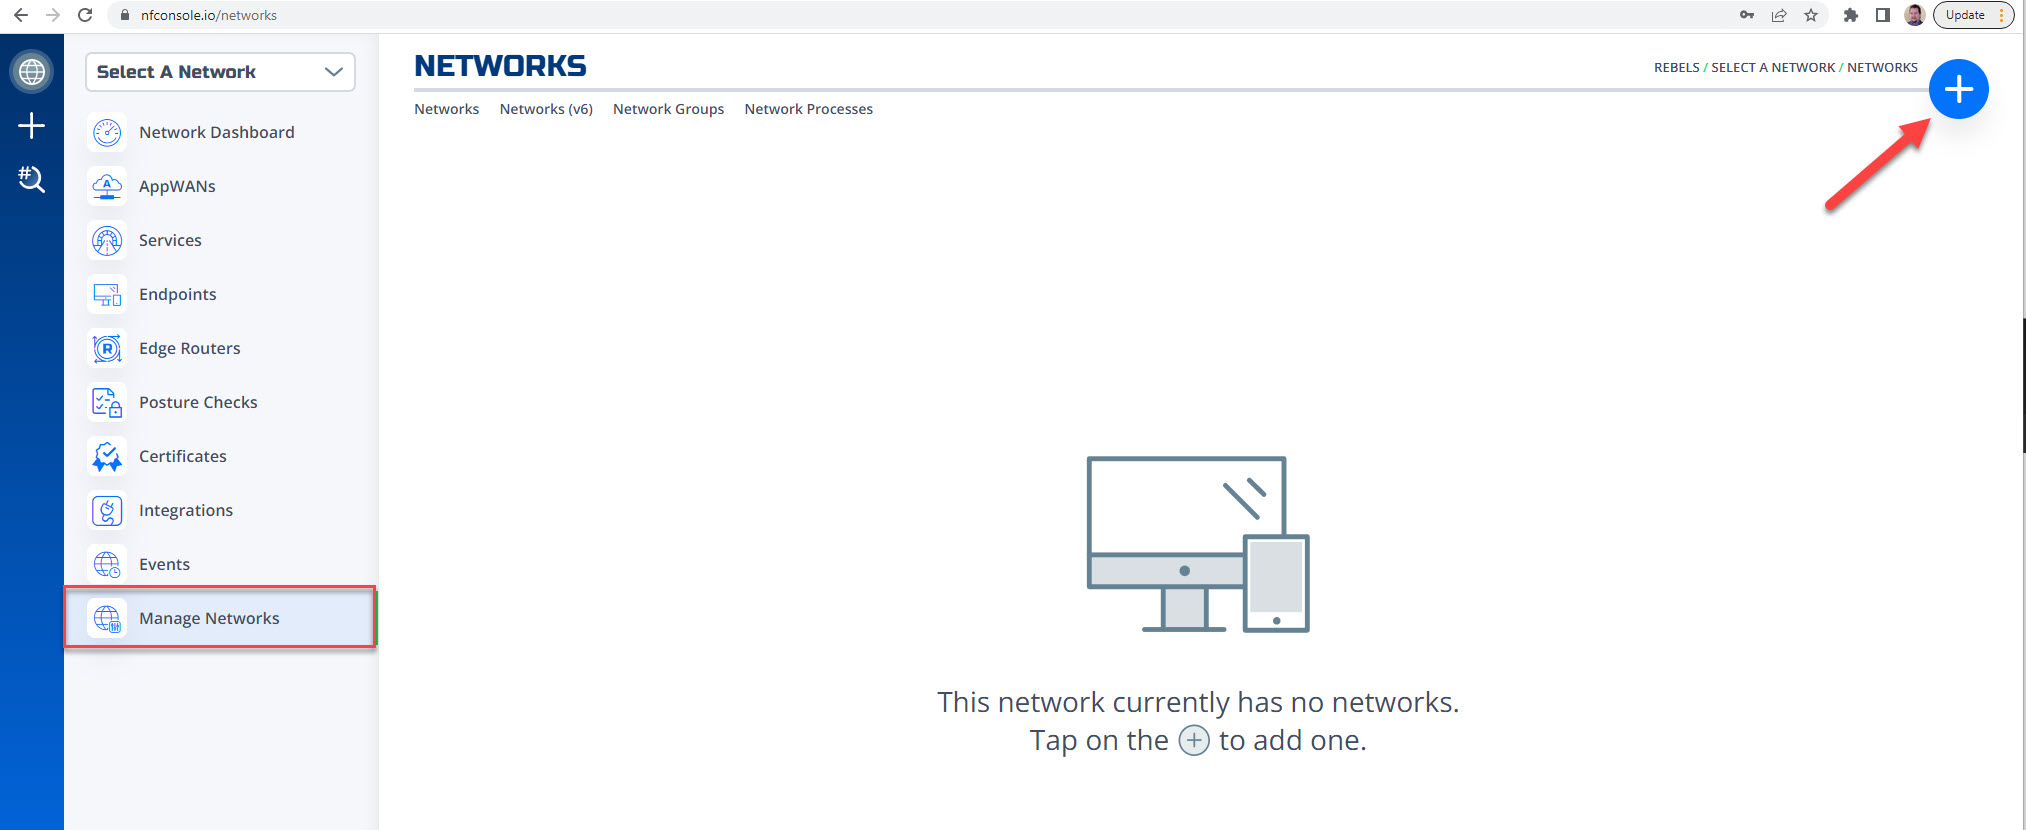 nfconsole.io/networks
Update
Select A Network
Network Dashboard
AppWANs
Services
Endpoints
Edge Routers
Posture Checks
Certificates
Integrations
Events
Manage Networks
NETWORKS
REBELS / SELECT A NETWORK / NETWORKS
Networks Networks (v6) Network Groups Network Processes
This network currently has no networks.
Tap on the + to add one.